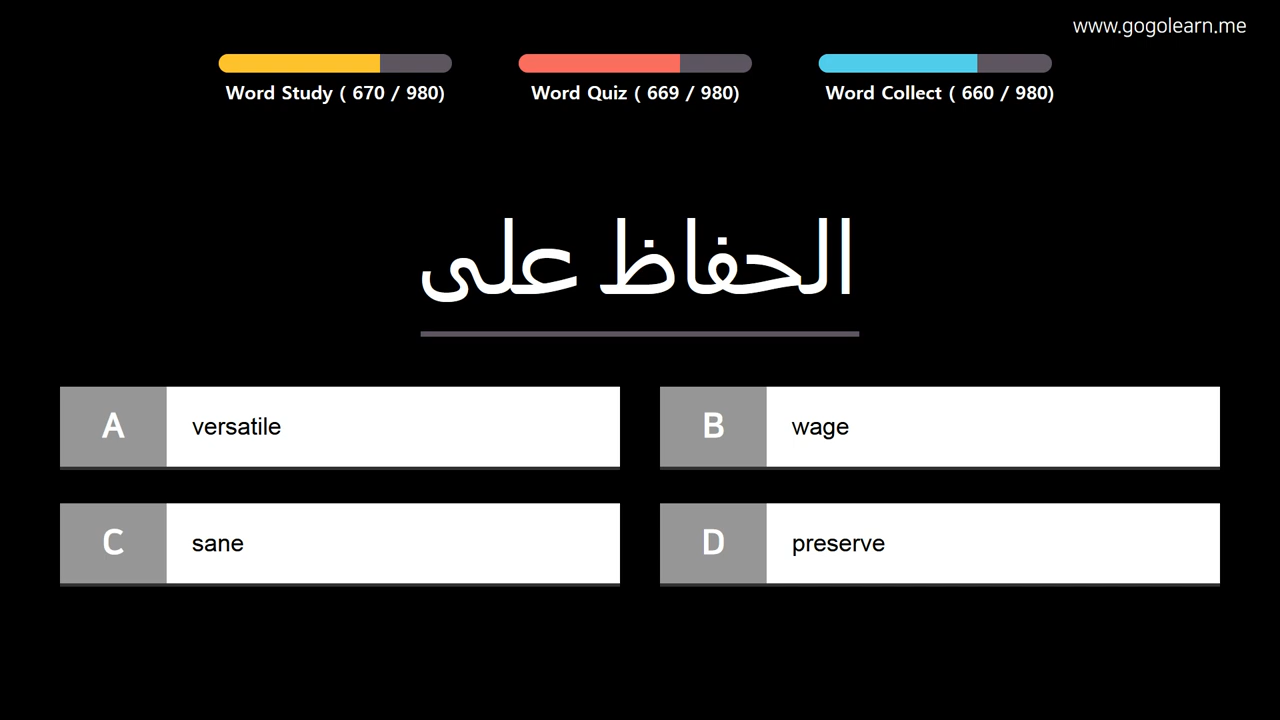 www.gogolearn.me
Word Study ( 670 / 980)
Word Quiz ( 669 / 980)
Word Collect ( 660 / 980)
الحفاظ على
A versatile
B wage
C sane
D preserve